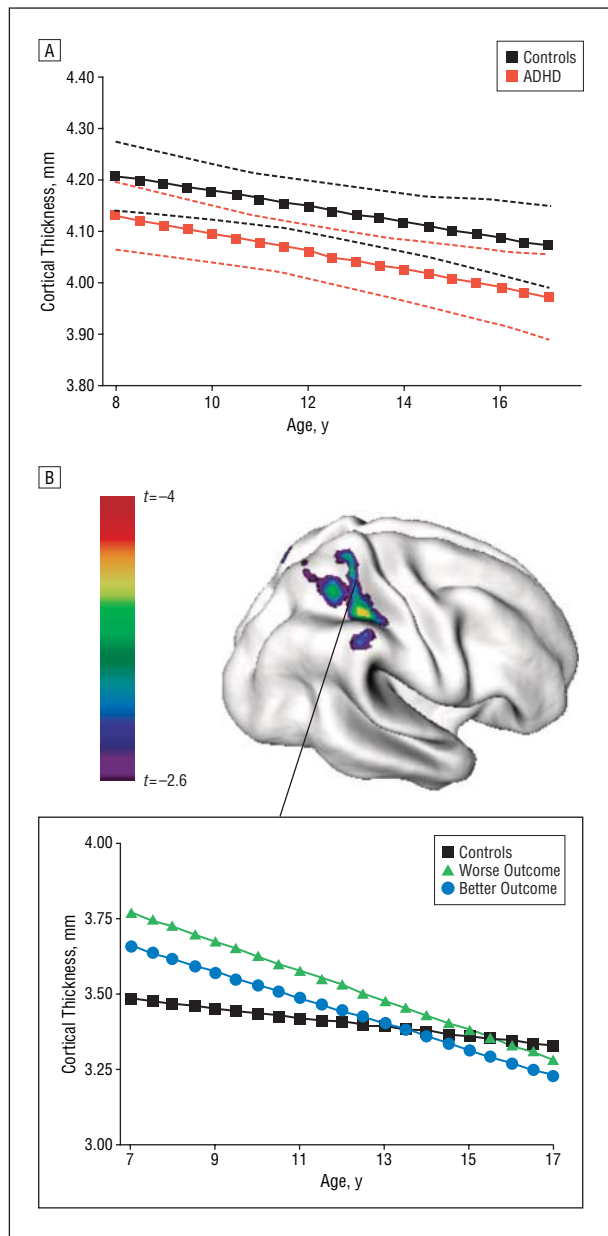 A
Controls
ADHD
4.40
4.30
4.20
4.10
4.00
3.90
3.80
Cortical Thickness, mm
8 10 12 14 16
Age, y
B
t=−4
t=−2.6
Controls
Worse Outcome
Better Outcome
4.00
3.75
3.50
3.25
3.00
Cortical Thickness, mm
7 9 11 13 15 17
Age, y